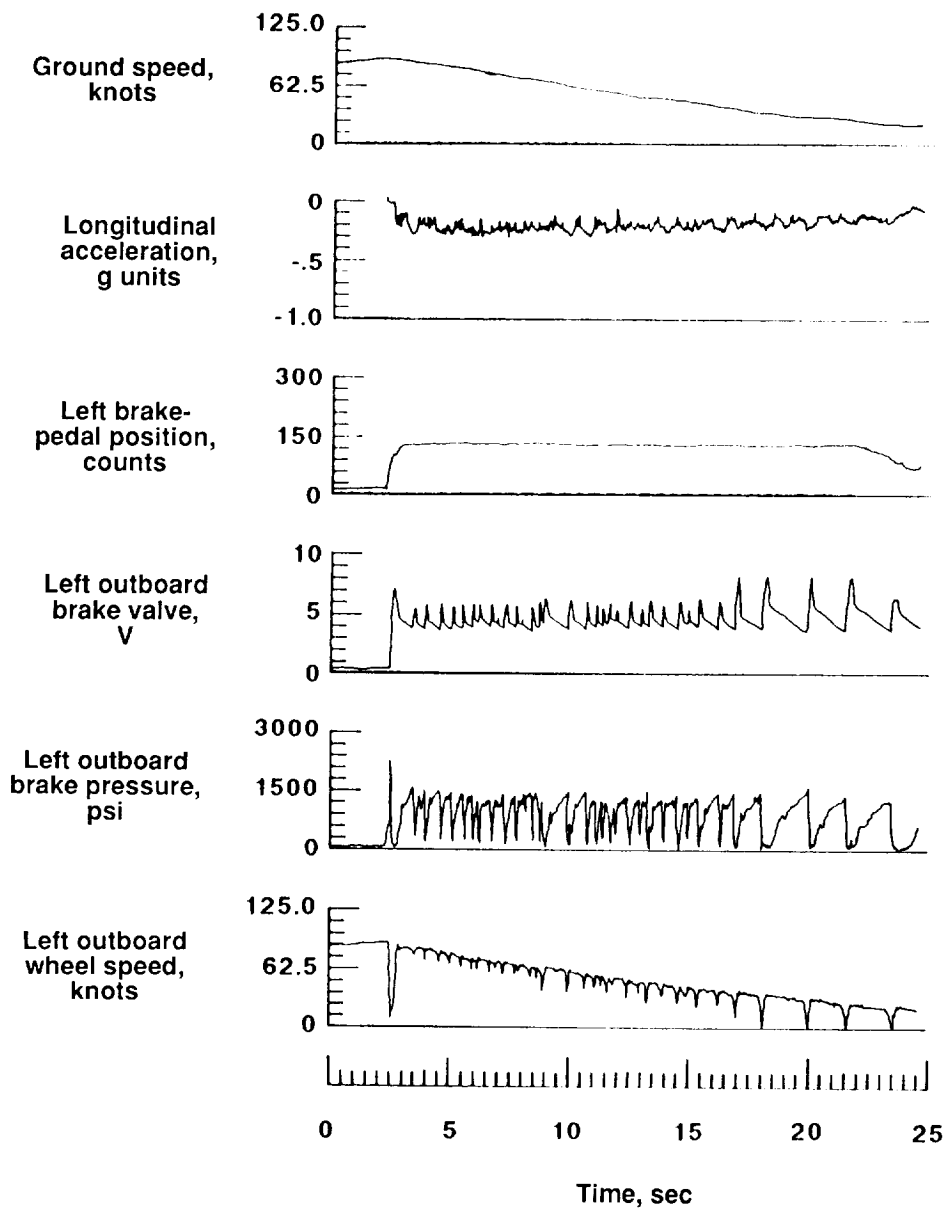 125.0
Ground speed,
knots
62.5
0
0
Longitudinal
acceleration,
g units
-.5
-1.0
300
Left brake-
pedal position,
counts
150
0
10
Left outboard
brake valve,
V
5
0
3000
Left outboard
brake pressure,
psi
1500
0
125.0
Left outboard
wheel speed,
knots
62.5
0
0 5 10 15 20 25
Time, sec